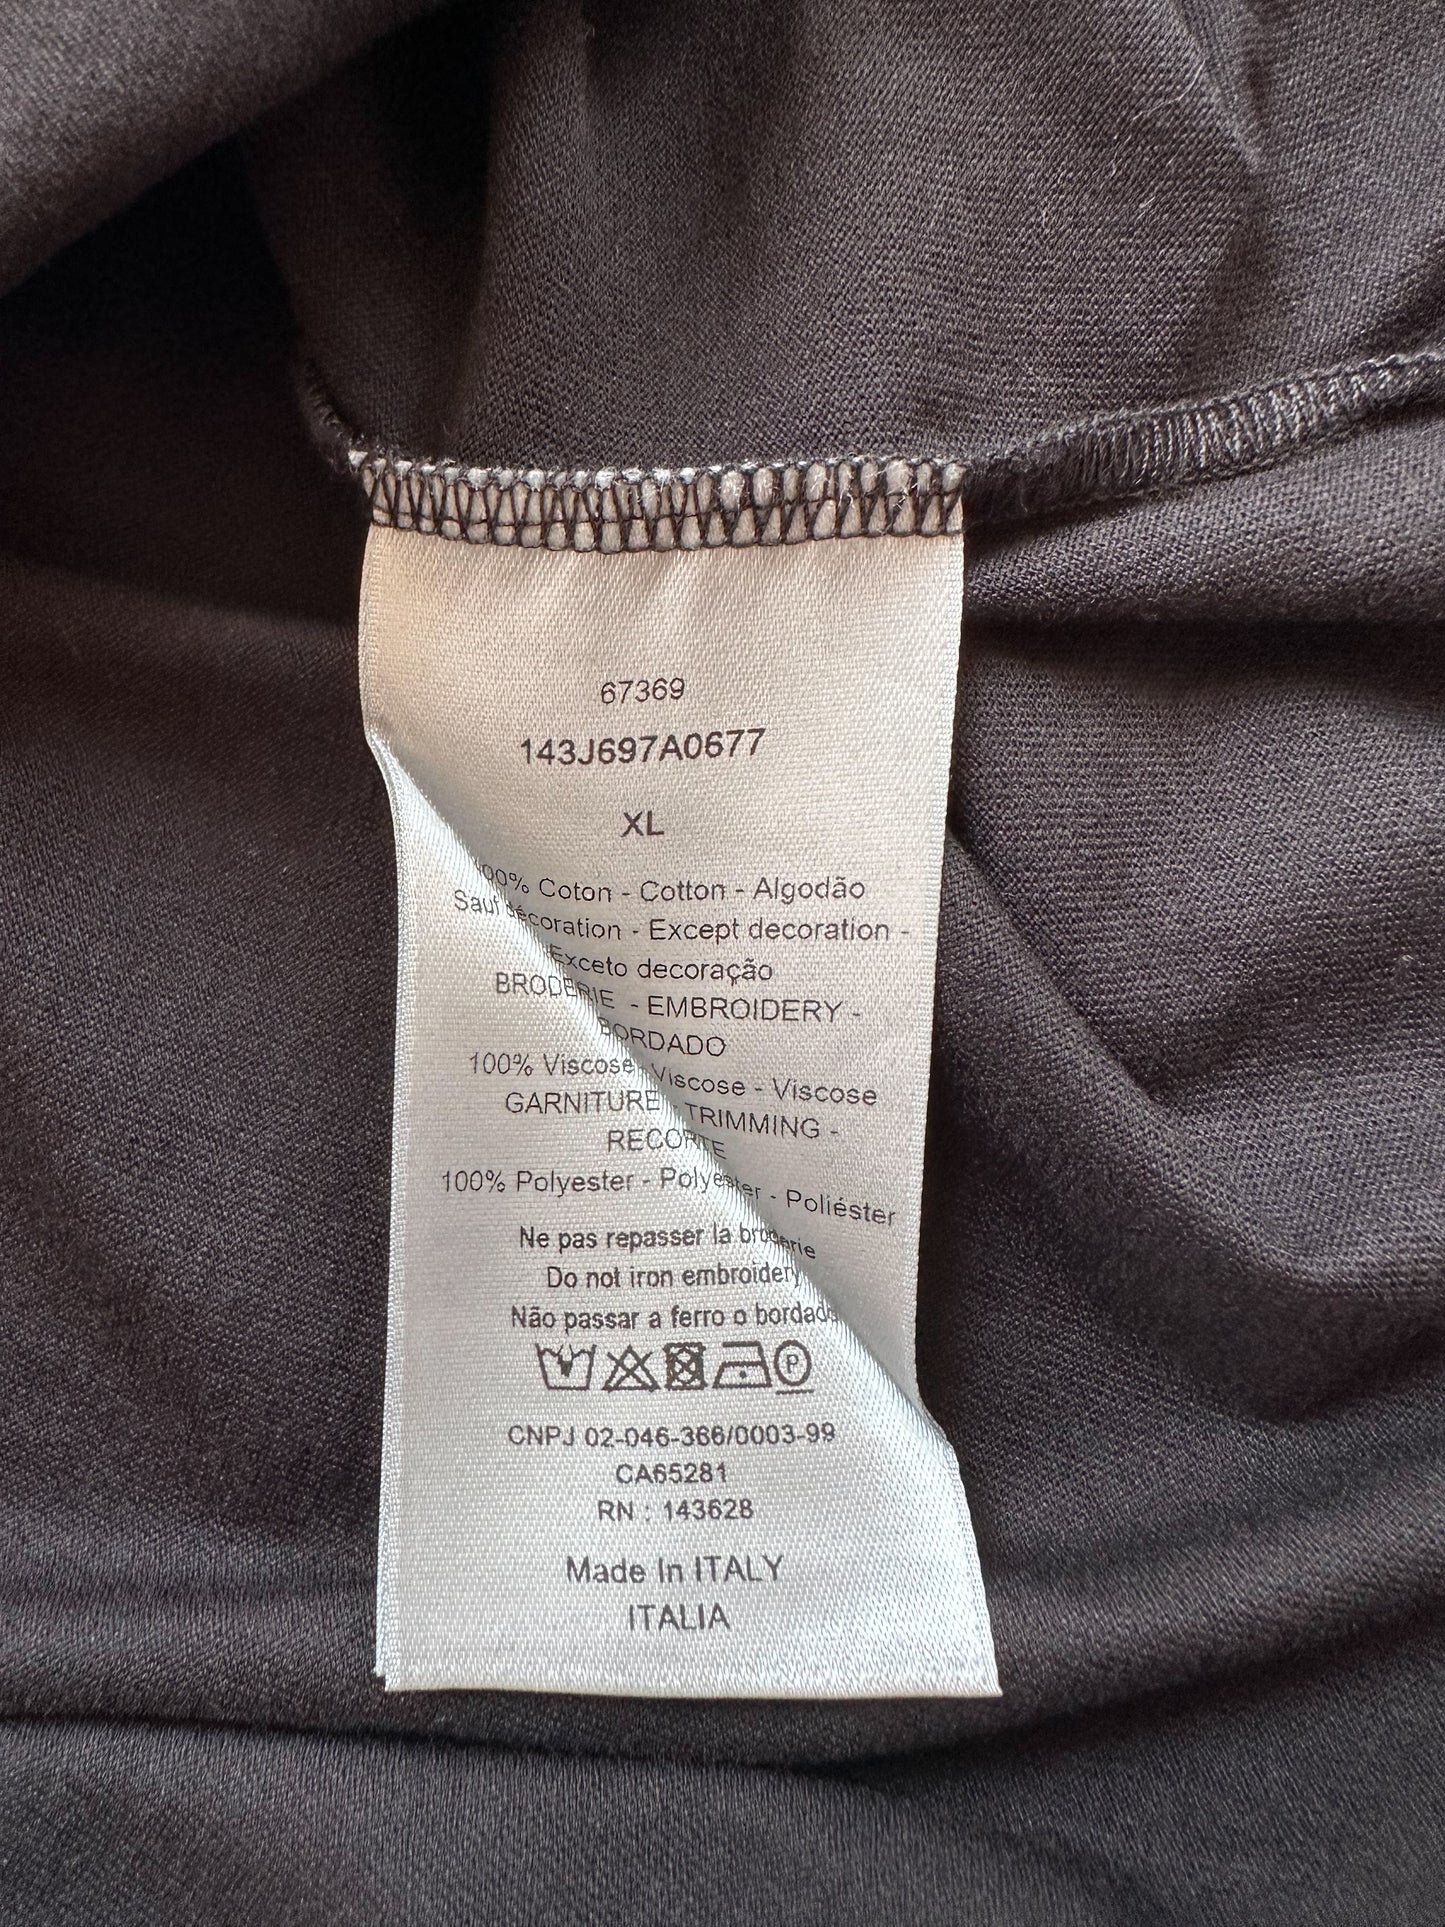 67369
143J697A0677
XL
100% Coton - Cotton - Algodão
Sauf décoration - Except decoration -
Exceto decoração
BRODERIE - EMBROIDERY -
BORDADO
100% Viscose - Viscose - Viscose
GARNITURE - TRIMMING -
RECORTE
100% Polyester - Polyester - Poliéster
Ne pas repasser la broderie
Do not iron embroidery
Não passar a ferro o bordado
P
CNPJ 02-046-366/0003-99
CA65281
RN : 143628
Made In ITALY
ITALIA